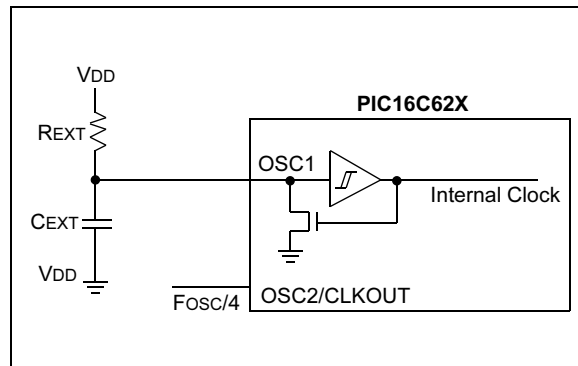 VDD
PIC16C62X
REXT
OSC1
Internal Clock
CEXT
VDD
FOSC/4
OSC2/CLKOUT